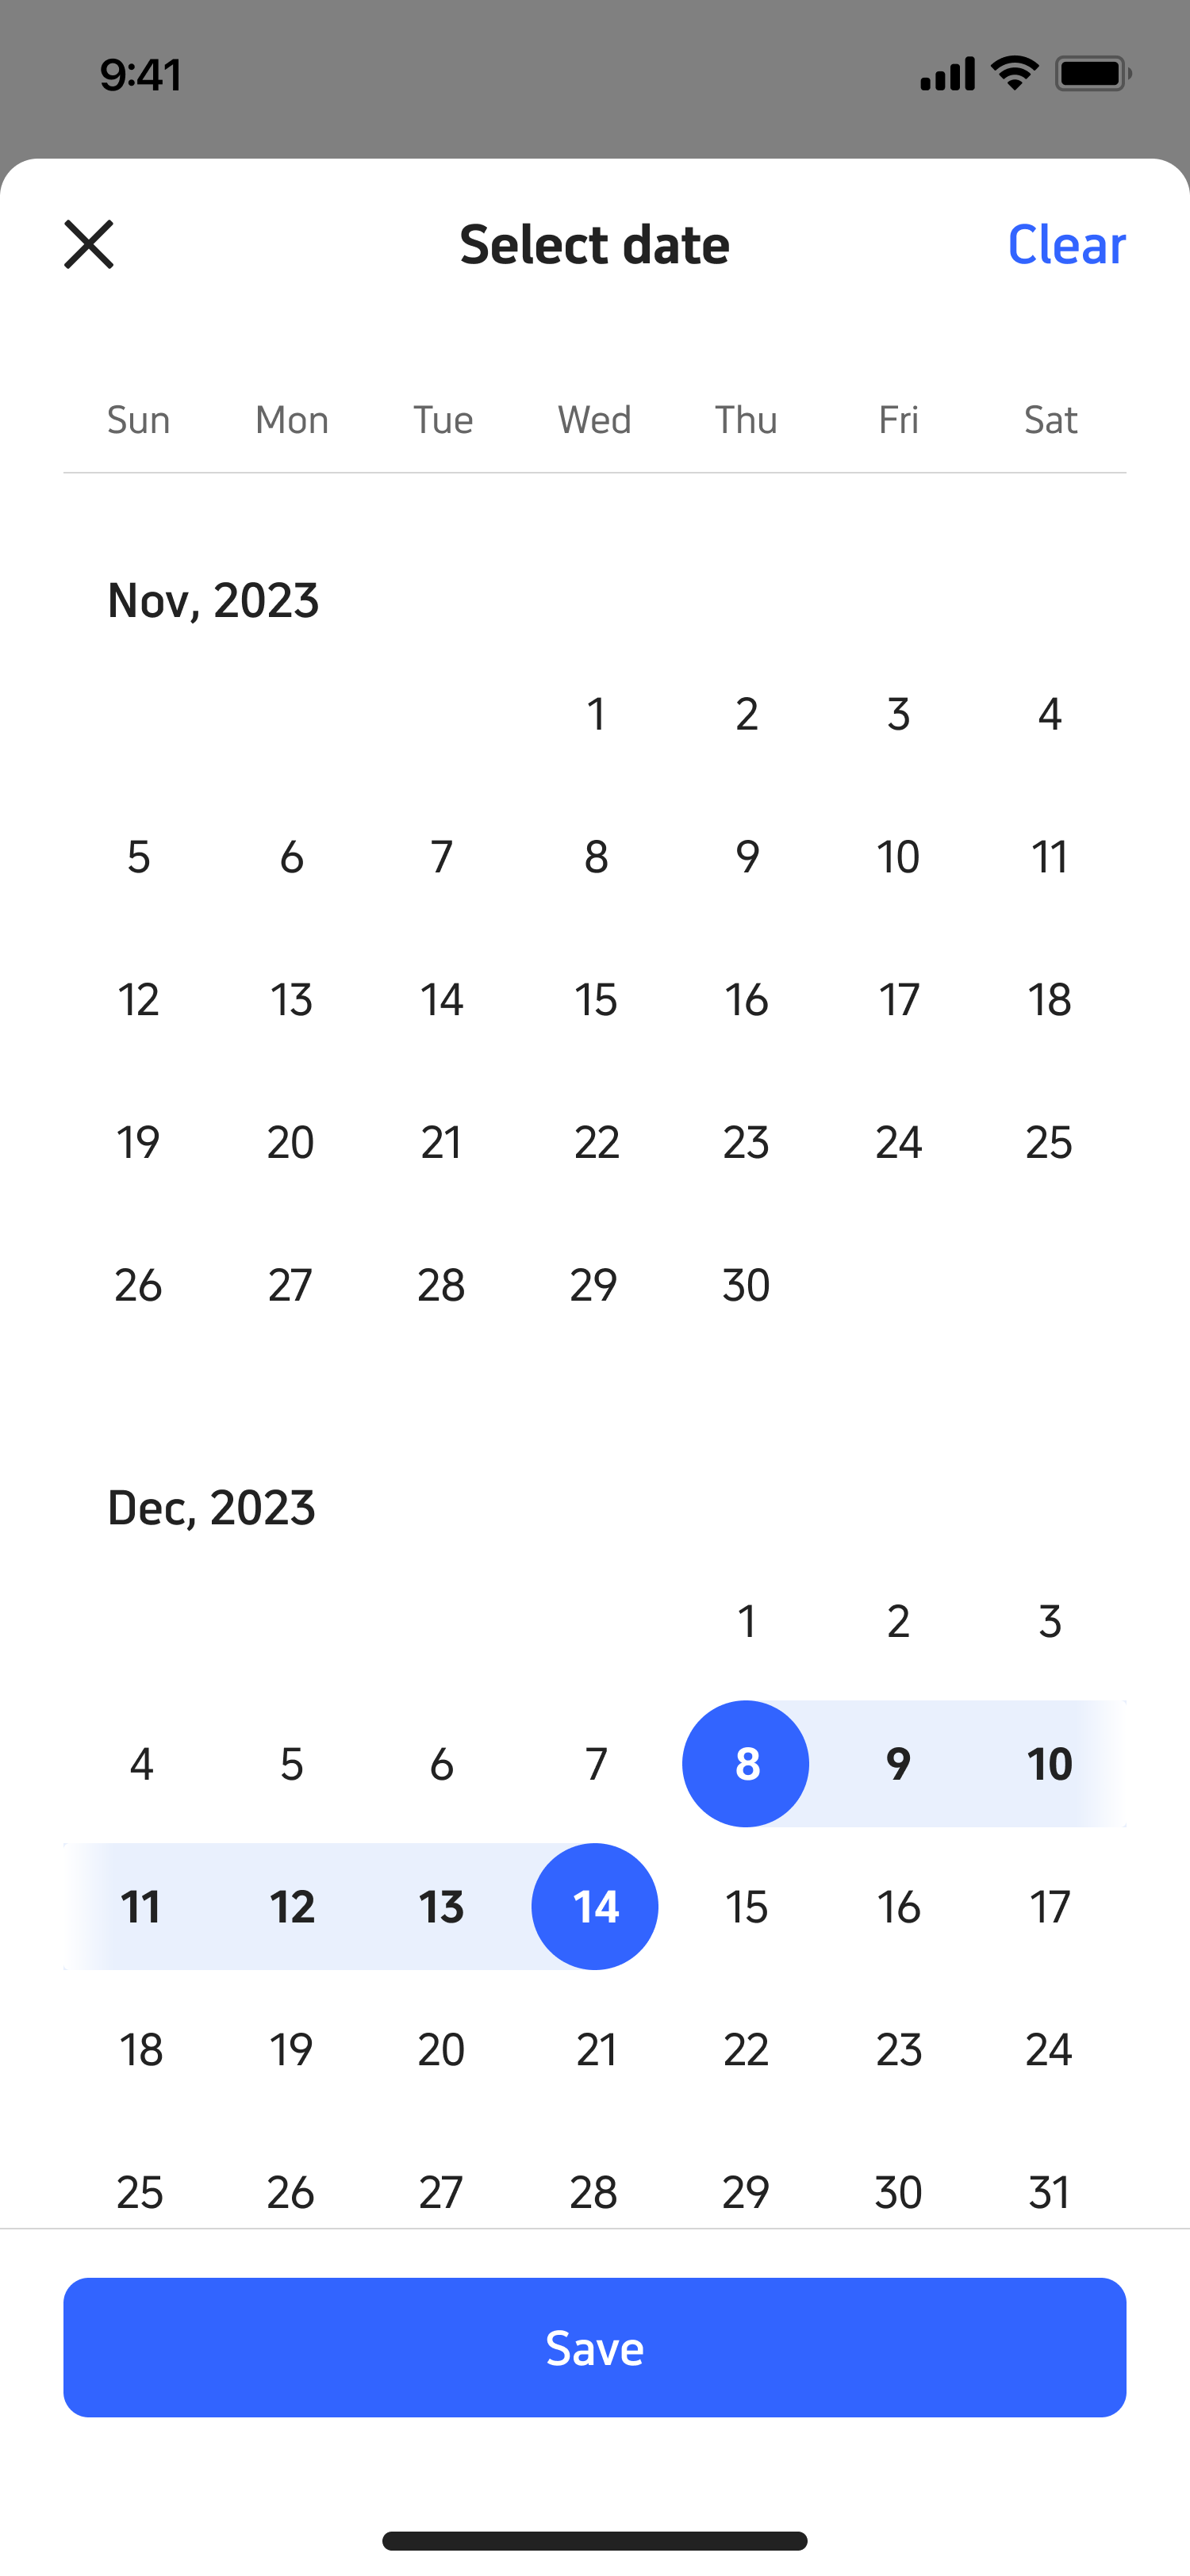 9:41
Select date Clear
Sun Mon Tue Wed Thu Fri Sat
Nov, 2023
1 2 3 4
5 6 7 8 9 10 11
12 13 14 15 16 17 18
19 20 21 22 23 24 25
26 27 28 29 30
Dec, 2023
1 2 3
4 5 6 7 8 9 10
11 12 13 14 15 16 17
18 19 20 21 22 23 24
25 26 27 28 29 30 31
Save